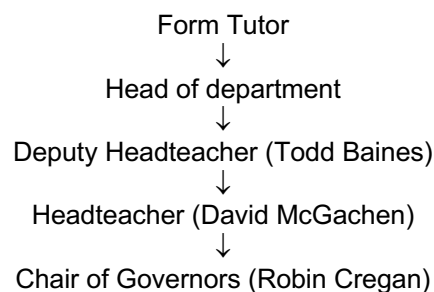 Form Tutor
↓
Head of department
↓
Deputy Headteacher (Todd Baines)
↓
Headteacher (David McGachen)
↓
Chair of Governors (Robin Cregan)